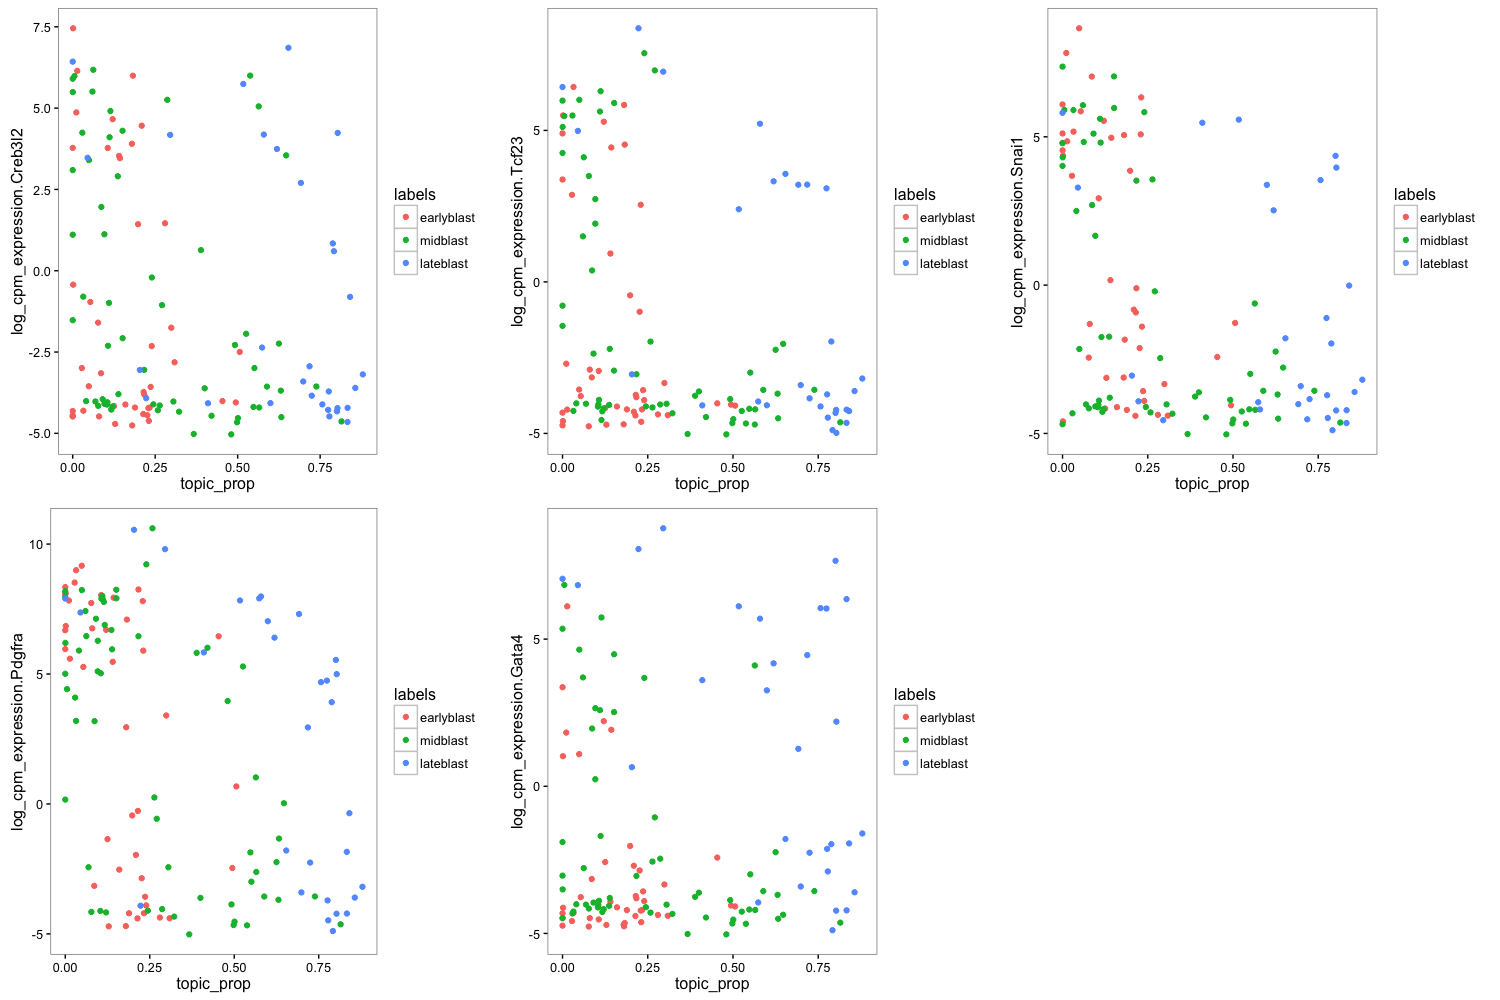 log_cpm_expression.Creb3l2
7.5
5.0
2.5
0.0
-2.5
-5.0
0.00 0.25 0.50 0.75
topic_prop
labels
earlyblast
midblast
lateblast
log_cpm_expression.Tcf23
5
0
-5
0.00 0.25 0.50 0.75
topic_prop
labels
earlyblast
midblast
lateblast
log_cpm_expression.Snai1
5
0
-5
0.00 0.25 0.50 0.75
topic_prop
labels
earlyblast
midblast
lateblast
log_cpm_expression.Pdgfra
10
5
0
-5
0.00 0.25 0.50 0.75
topic_prop
labels
earlyblast
midblast
lateblast
log_cpm_expression.Gata4
5
0
-5
0.00 0.25 0.50 0.75
topic_prop
labels
earlyblast
midblast
lateblast